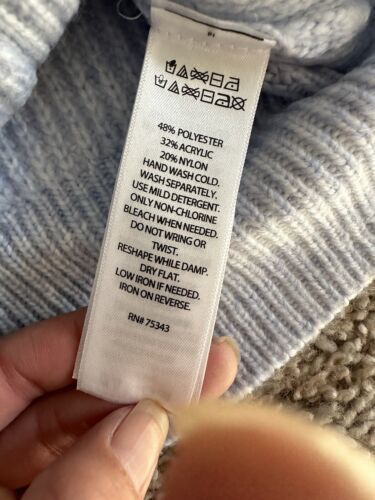 48% POLYESTER
32% ACRYLIC
20% NYLON
HAND WASH COLD.
WASH SEPARATELY.
USE MILD DETERGENT.
ONLY NON-CHLORINE
BLEACH WHEN NEEDED.
DO NOT WRING OR
TWIST.
RESHAPE WHILE DAMP.
DRY FLAT.
LOW IRON IF NEEDED.
IRON ON REVERSE.
RN# 75343